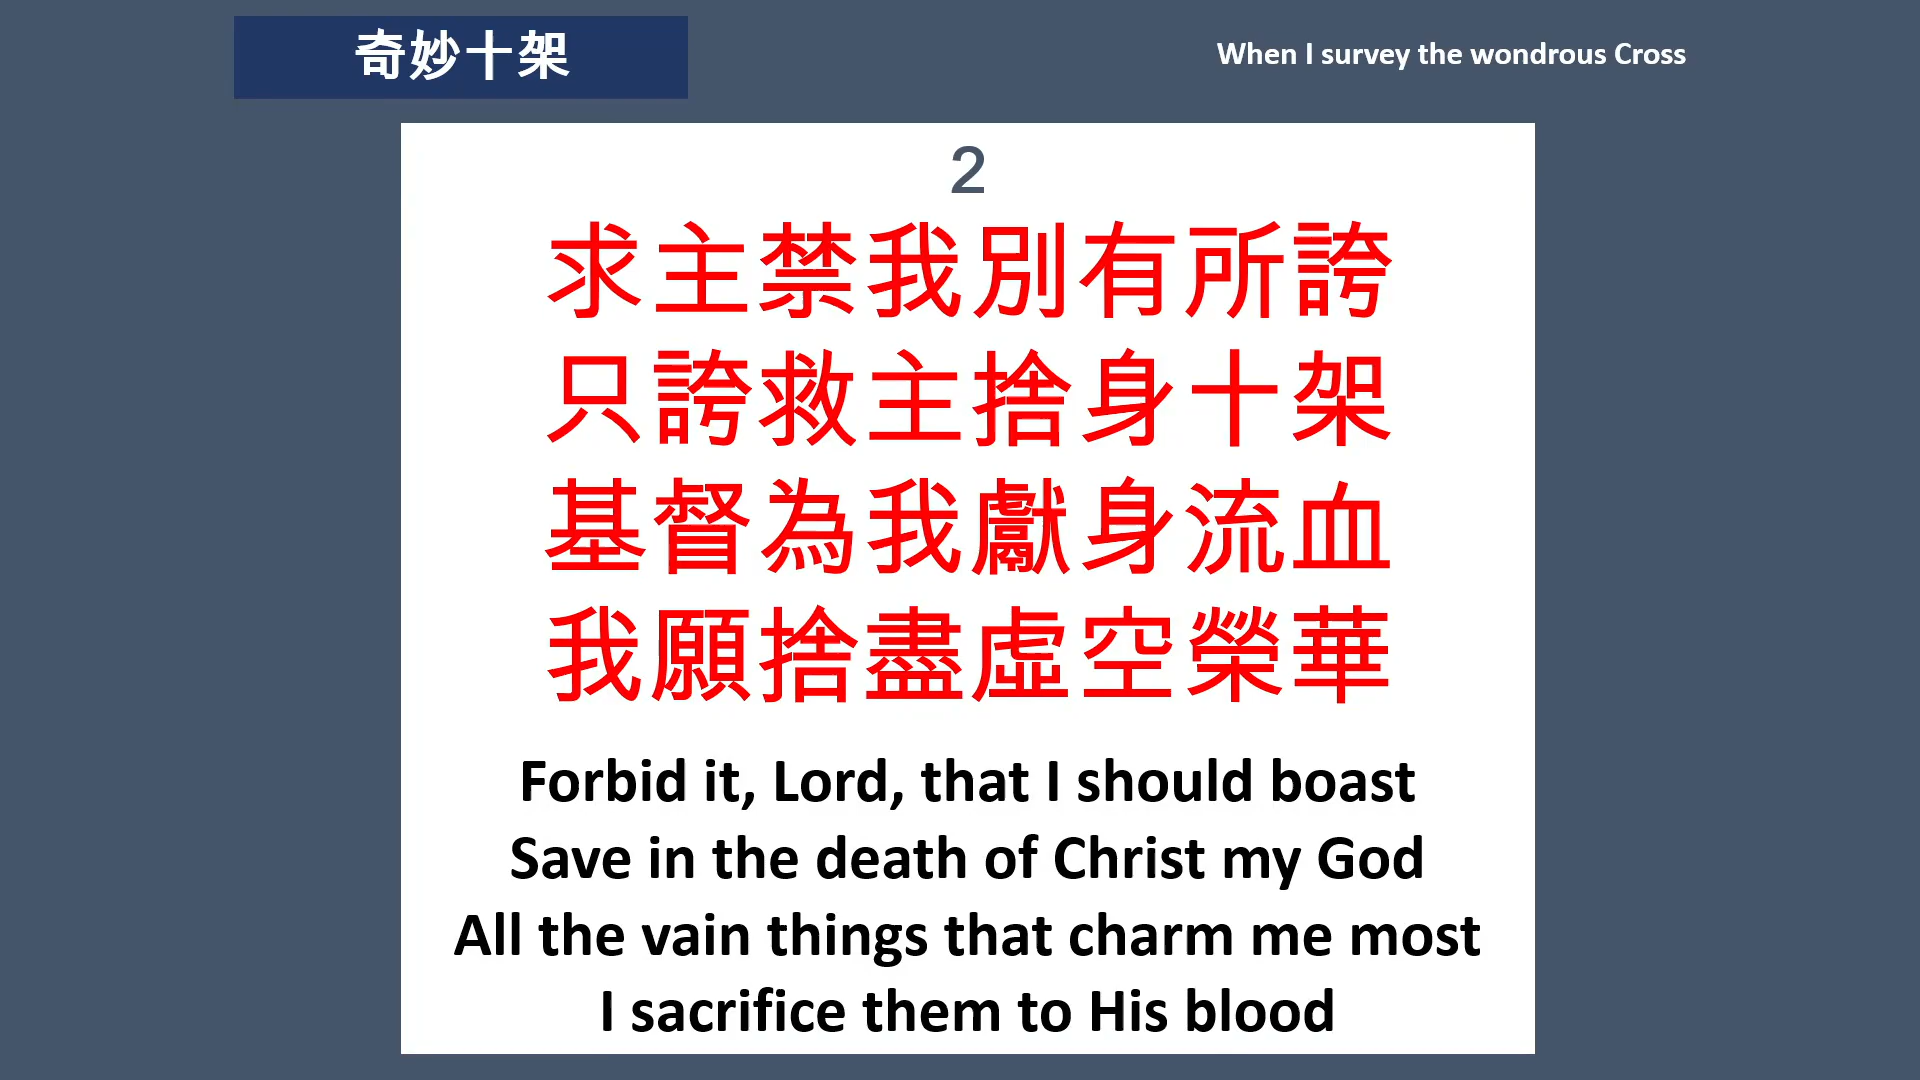 奇妙十架
When I survey the wondrous Cross
2
求主禁我別有所誇
只誇救主捨身十架
基督為我獻身流血
我願捨盡虛空榮華
Forbid it, Lord, that I should boast
Save in the death of Christ my God
All the vain things that charm me most
I sacrifice them to His blood